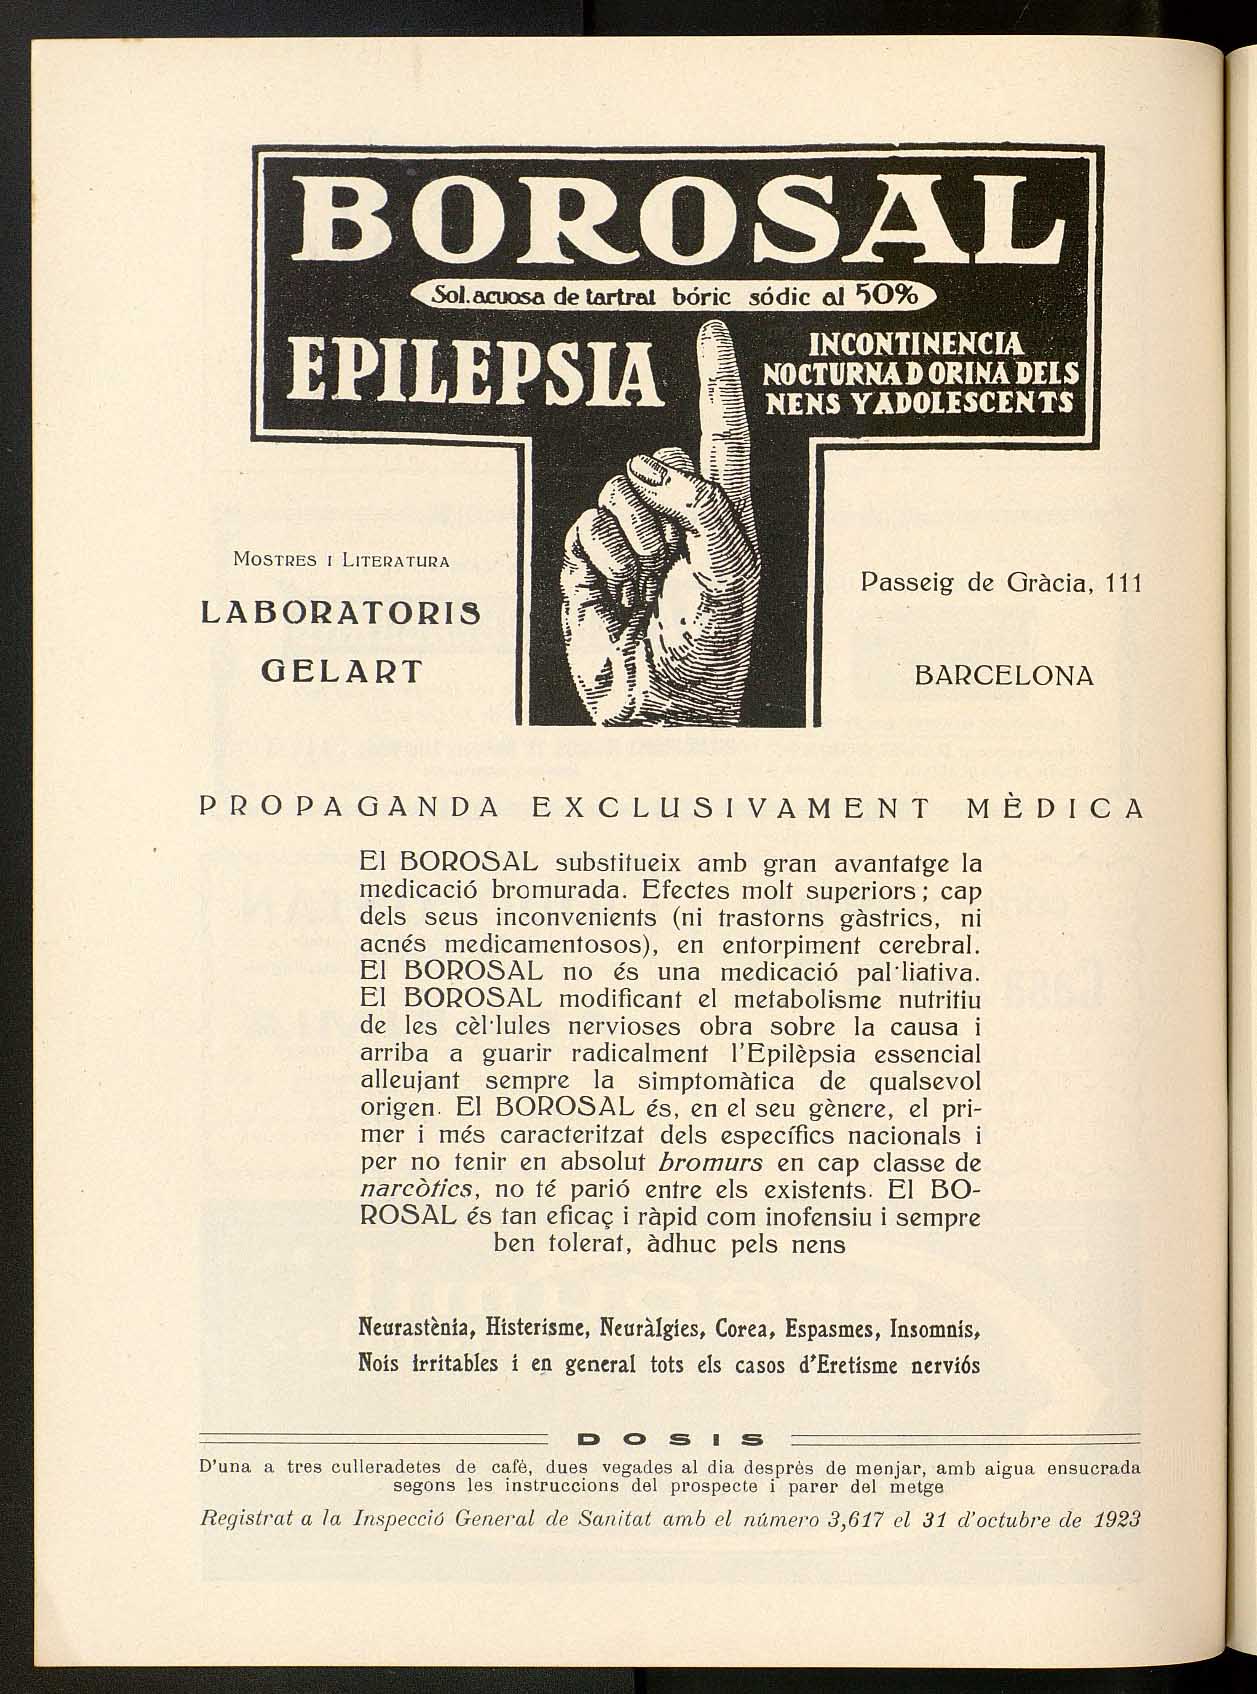 BOROSAL
Sol. acuosa de tartrat bóric sódic al 50%
EPILEPSIA
INCONTINENCIA
NOCTURNA D ORINA DELS
NENS Y ADOLESCENTS
MOSTRES I LITERATURA
LABORATORIS
GELART
Passeig de Gràcia, 111
BARCELONA
PROPAGANDA EXCLUSIVAMENT MÈDICA
El BOROSAL substitueix amb gran avantatge la
medicació bromurada. Efectes molt superiors; cap
dels seus inconvenients (ni trastorns gàstrics, ni
acnés medicamentosos), en entorpiment cerebral.
El BOROSAL no és una medicació pal·liativa.
El BOROSAL modificant el metabolisme nutritiu
de les cèl·lules nervioses obra sobre la causa i
arriba a guarir radicalment l'Epilèpsia essencial
alleujant sempre la simptomàtica de qualsevol
origen. El BOROSAL és, en el seu gènere, el pri-
mer i més caracteritzat dels específics nacionals i
per no tenir en absolut bromurs en cap classe de
narcòtics, no té parió entre els existents. El BO-
ROSAL és tan eficaç i ràpid com inofensiu i sempre
ben tolerat, àdhuc pels nens
Neurastènia, Histerisme, Neuràlgies, Corea, Espasmes, Insomnis,
Nois irritables i en general tots els casos d'Eretisme nerviós
DOSIS
D'una a tres culleradetes de cafè, dues vegades al dia desprès de menjar, amb aigua ensucrada
segons les instruccions del prospecte i parer del metge
Registrat a la Inspecció General de Sanitat amb el número 3,617 el 31 d'octubre de 1923